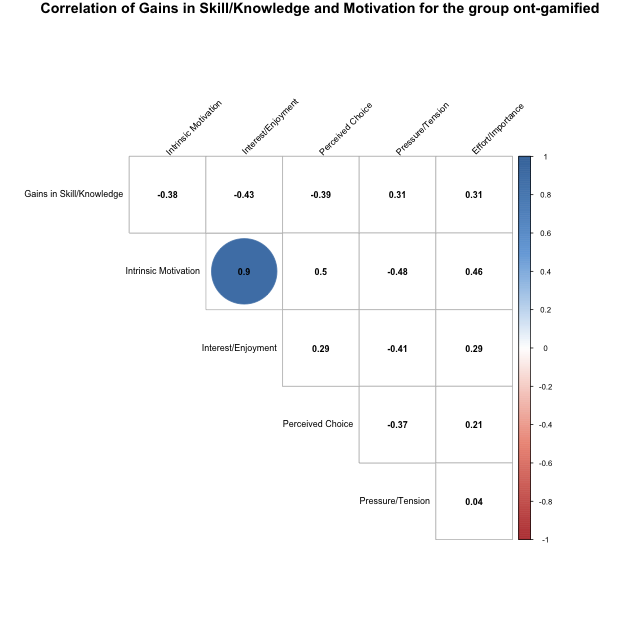 Correlation of Gains in Skill/Knowledge and Motivation for the group ont-gamified
Intrinsic Motivation
Interest/Enjoyment
Perceived Choice
Pressure/Tension
Effort/Importance
Gains in Skill/Knowledge -0.38 -0.43 -0.39 0.31 0.31
Intrinsic Motivation 0.9 0.5 -0.48 0.46
Interest/Enjoyment 0.29 -0.41 0.29
Perceived Choice -0.37 0.21
Pressure/Tension 0.04
1
0.8
0.6
0.4
0.2
0
-0.2
-0.4
-0.6
-0.8
-1